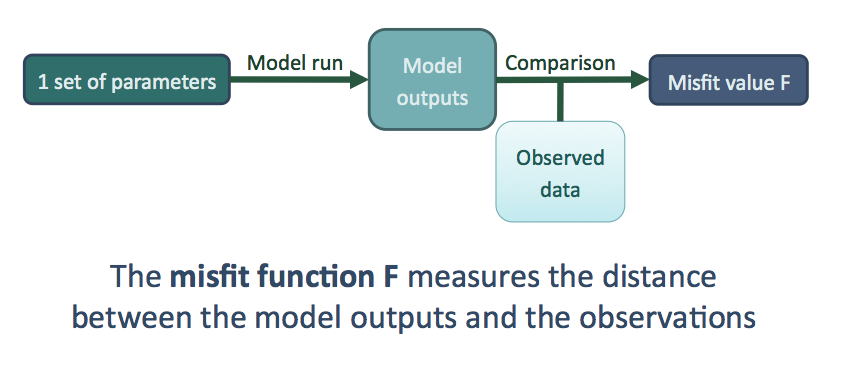 1 set of parameters
Model run
Model
outputs
Comparison
Misfit value F
Observed
data
The misfit function F measures the distance
between the model outputs and the observations